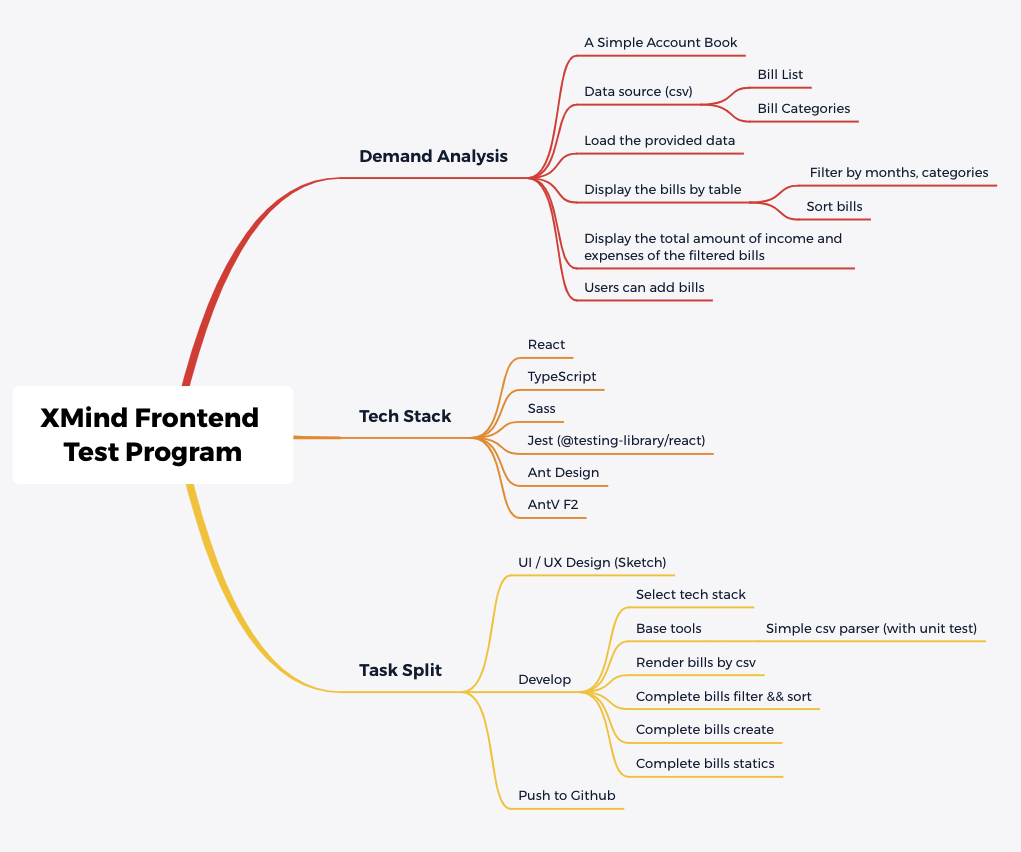 XMind Frontend
Test Program
Demand Analysis
A Simple Account Book
Data source (csv)
Bill List
Bill Categories
Load the provided data
Display the bills by table
Filter by months, categories
Sort bills
Display the total amount of income and
expenses of the filtered bills
Users can add bills
Tech Stack
React
TypeScript
Sass
Jest (@testing-library/react)
Ant Design
AntV F2
Task Split
UI / UX Design (Sketch)
Develop
Select tech stack
Base tools
Simple csv parser (with unit test)
Render bills by csv
Complete bills filter && sort
Complete bills create
Complete bills statics
Push to Github